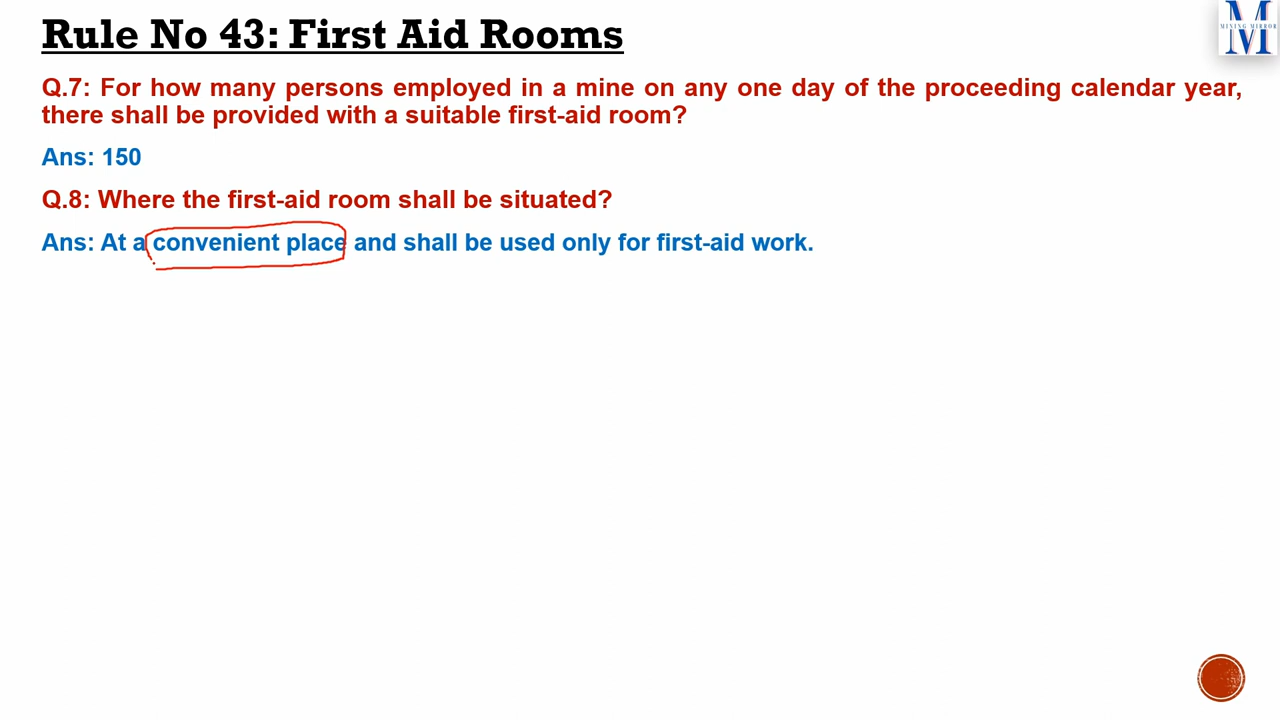 Rule No 43: First Aid Rooms
Q.7: For how many persons employed in a mine on any one day of the proceeding calendar year,
there shall be provided with a suitable first-aid room?
Ans: 150
Q.8: Where the first-aid room shall be situated?
Ans: At a convenient place and shall be used only for first-aid work.
M
MINING MIRROR
M